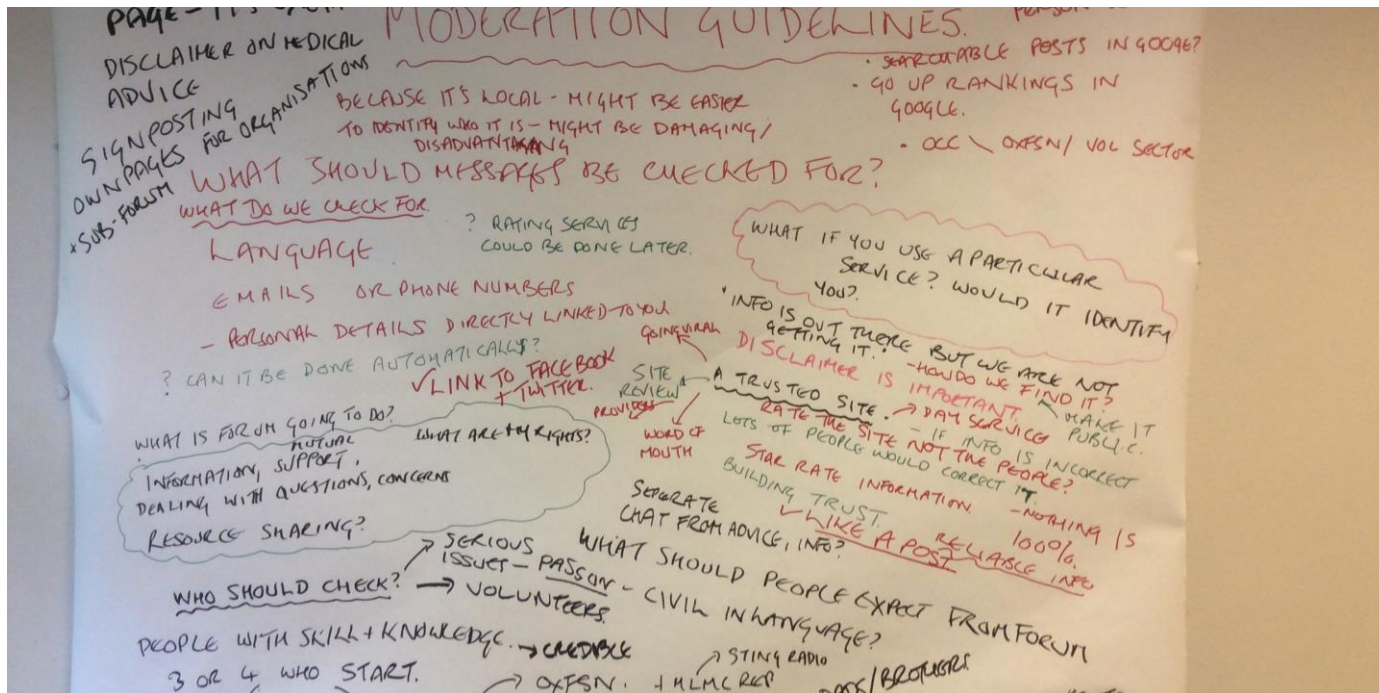 PAGE - IT'S
MODERATION GUIDELINES.
DISCLAIMER ON MEDICAL
ADVICE
SIGNPOSTING
OWN PAGES FOR ORGANISATIONS
+ SUB-FORUM
BECAUSE IT'S LOCAL - MIGHT BE EASIER
TO IDENTIFY WHO IT IS - MIGHT BE DAMAGING /
DISADVANTAGING
• SEARCHABLE POSTS IN GOOGE?
• GO UP RANKINGS IN
GOOGLE.
• OCC \ OXFSN / VOL SECTOR
WHAT SHOULD MESSAGES BE CHECKED FOR?
WHAT DO WE CHECK FOR.
LANGUAGE
? RATING SERVICES
COULD BE DONE LATER.
EMAILS OR PHONE NUMBERS
- PERSONAL DETAILS DIRECTLY LINKED TO YOU
? CAN IT BE DONE AUTOMATICALLY?
✓ LINK TO FACEBOOK
+ TWITTER.
WHAT IF YOU USE A PARTICULAR
SERVICE? WOULD IT IDENTIFY
YOU?
• INFO IS OUT THERE BUT WE ARE NOT
GETTING IT. - HOW DO WE FIND IT?
MAKE IT
PUBLIC.
DISCLAIMER IS IMPORTANT.
GOING VIRAL
SITE
REVIEW
PROVIDERS
WORD OF
MOUTH
A TRUSTED SITE. → DAY SERVICE
- IF INFO IS INCORRECT
LOTS OF PEOPLE WOULD CORRECT IT.
RATE THE SITE NOT THE PEOPLE?
STAR RATE INFORMATION. - NOTHING IS
100%
RELIABLE INFO
BUILDING TRUST.
✓ LIKE A POST
WHAT IS FORUM GOING TO DO?
WHAT ARE MY RIGHTS?
MUTUAL
INFORMATION, SUPPORT,
DEALING WITH QUESTIONS, CONCERNS
RESOURCE SHARING?
SEPERATE
CHAT FROM ADVICE, INFO?
WHO SHOULD CHECK?
→ SERIOUS
ISSUES - PASS ON
→ VOLUNTEERS.
WHAT SHOULD PEOPLE EXPECT FROM FORUM
- CIVIL IN LANGUAGE?
PEOPLE WITH SKILL + KNOWLEDGE. → CREDIBLE
3 OR 4 WHO START.
→ OXFSN.
→ STING RADIO
/BROTHERS.